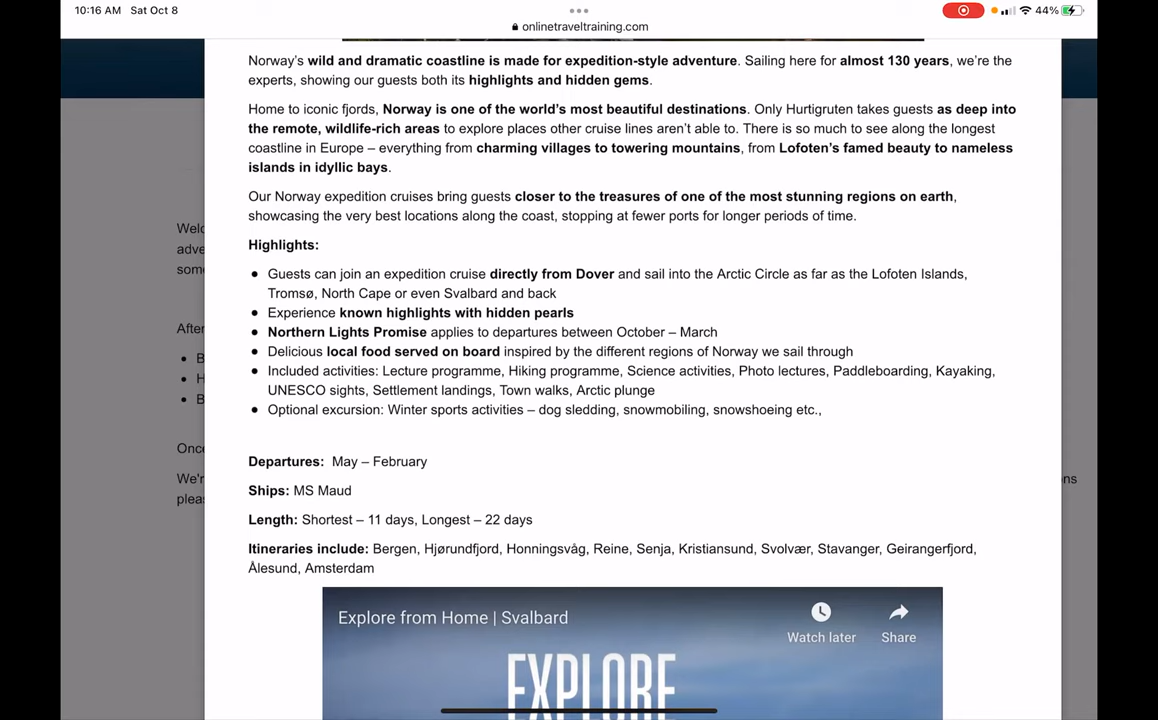 10:16 AM Sat Oct 8
44%
onlinetraveltraining.com
Norway's wild and dramatic coastline is made for expedition-style adventure. Sailing here for almost 130 years, we're the
experts, showing our guests both its highlights and hidden gems.
Home to iconic fjords, Norway is one of the world's most beautiful destinations. Only Hurtigruten takes guests as deep into
the remote, wildlife-rich areas to explore places other cruise lines aren't able to. There is so much to see along the longest
coastline in Europe – everything from charming villages to towering mountains, from Lofoten's famed beauty to nameless
islands in idyllic bays.
Our Norway expedition cruises bring guests closer to the treasures of one of the most stunning regions on earth,
showcasing the very best locations along the coast, stopping at fewer ports for longer periods of time.
Highlights:
● Guests can join an expedition cruise directly from Dover and sail into the Arctic Circle as far as the Lofoten Islands,
Tromsø, North Cape or even Svalbard and back
● Experience known highlights with hidden pearls
● Northern Lights Promise applies to departures between October – March
● Delicious local food served on board inspired by the different regions of Norway we sail through
● Included activities: Lecture programme, Hiking programme, Science activities, Photo lectures, Paddleboarding, Kayaking,
UNESCO sights, Settlement landings, Town walks, Arctic plunge
● Optional excursion: Winter sports activities – dog sledding, snowmobiling, snowshoeing etc.,
Departures: May – February
Ships: MS Maud
Length: Shortest – 11 days, Longest – 22 days
Itineraries include: Bergen, Hjørundfjord, Honningsvåg, Reine, Senja, Kristiansund, Svolvær, Stavanger, Geirangerfjord,
Ålesund, Amsterdam
Explore from Home | Svalbard
Watch later
Share
EXPLORE